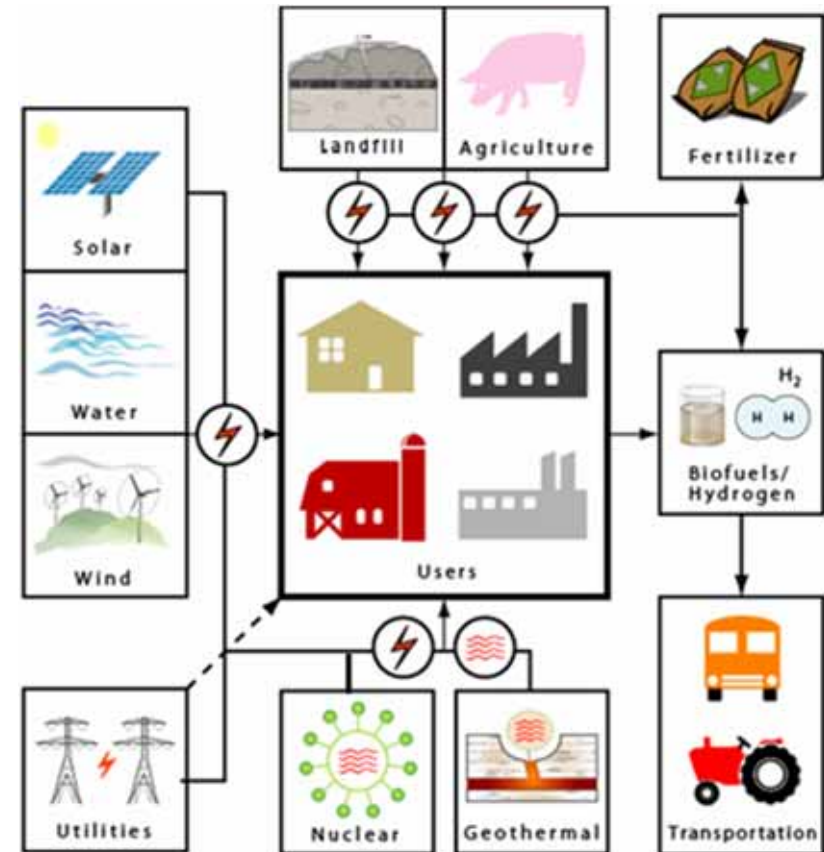 Landfill
Agriculture
Fertilizer
Solar
Water
Wind
Users
H₂
H H
Biofuels/
Hydrogen
Utilities
Nuclear
Geothermal
Transportation